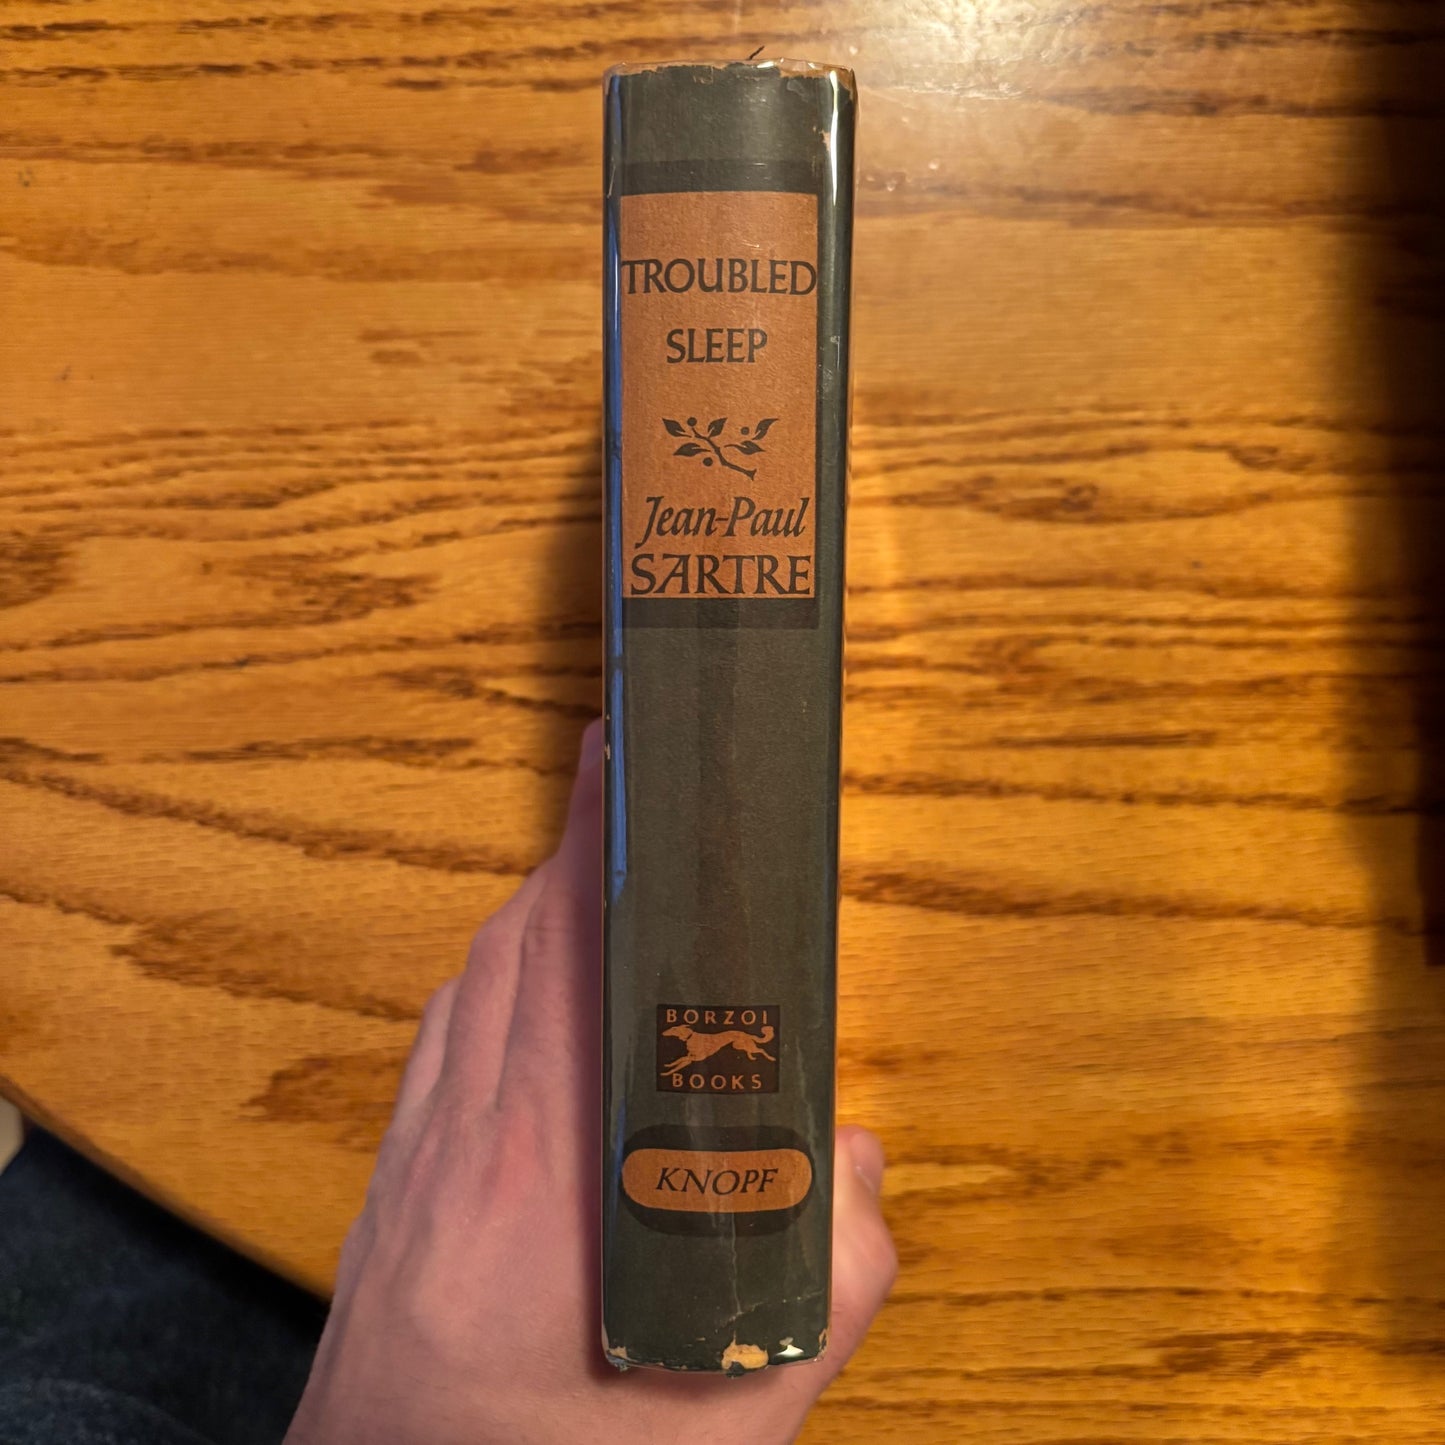 TROUBLED
SLEEP
Jean-Paul
SARTRE
BORZOI
BOOKS
KNOPF